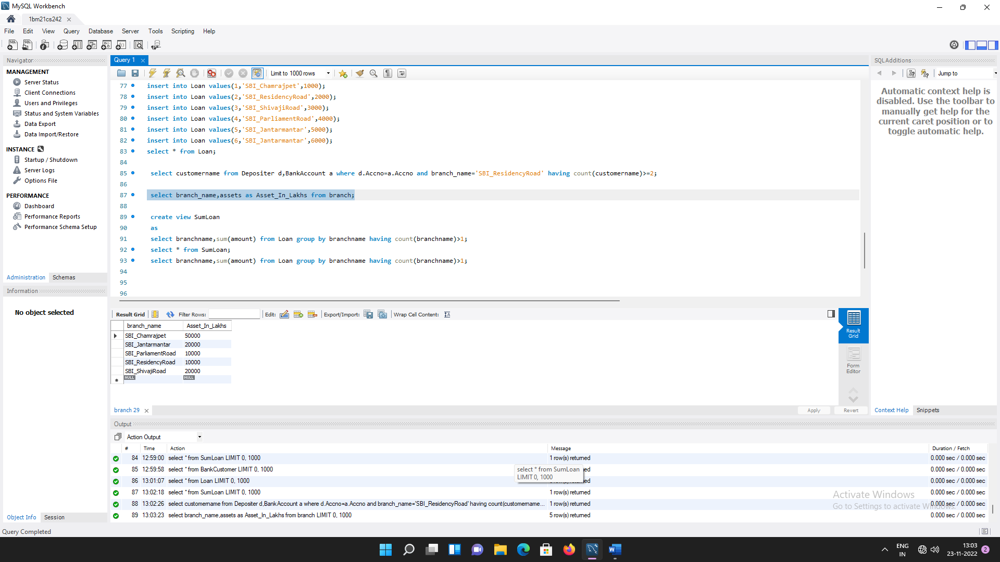 MySQL Workbench
1bm21cs242
File Edit View Query Database Server Tools Scripting Help
Navigator
MANAGEMENT
Server Status
Client Connections
Users and Privileges
Status and System Variables
Data Export
Data Import/Restore
INSTANCE
Startup / Shutdown
Server Logs
Options File
PERFORMANCE
Dashboard
Performance Reports
Performance Schema Setup
Administration Schemas
Information
No object selected
Object Info Session
Query 1
Limit to 1000 rows
77 insert into Loan values(1,'SBI_Chamrajpet',1000);
78 insert into Loan values(2,'SBI_ResidencyRoad',2000);
79 insert into Loan values(3,'SBI_ShivajiRoad',3000);
80 insert into Loan values(4,'SBI_ParliamentRoad',4000);
81 insert into Loan values(5,'SBI_Jantarmantar',5000);
82 insert into Loan values(6,'SBI_Jantarmantar',6000);
83 select * from Loan;
84
85 select customername from Depositer d,BankAccount a where d.Accno=a.Accno and branch_name='SBI_ResidencyRoad' having count(customername)>=2;
86
87 select branch_name,assets as Asset_In_Lakhs from branch;
88
89 create view SumLoan
90 as
91 select branchname,sum(amount) from Loan group by branchname having count(branchname)>1;
92 select * from SumLoan;
93 select branchname,sum(amount) from Loan group by branchname having count(branchname)>1;
94
95
96
Result Grid Filter Rows: Edit: Export/Import: Wrap Cell Content:
branch_name Asset_In_Lakhs
SBI_Chamrajpet 50000
SBI_Jantarmantar 20000
SBI_ParliamentRoad 10000
SBI_ResidencyRoad 10000
SBI_ShivajiRoad 20000
NULL NULL
Result Grid
Form Editor
branch 29
Apply Revert
SQLAdditions
Jump to
Automatic context help is
disabled. Use the toolbar to
manually get help for the
current caret position or to
toggle automatic help.
Context Help Snippets
Output
Action Output
# Time Action Message Duration / Fetch
84 12:59:00 select * from SumLoan LIMIT 0, 1000 1 row(s) returned 0.000 sec / 0.000 sec
85 12:59:58 select * from BankCustomer LIMIT 0, 1000 0.000 sec / 0.000 sec
86 13:01:07 select * from Loan LIMIT 0, 1000 0.000 sec / 0.000 sec
87 13:02:18 select * from SumLoan LIMIT 0, 1000 1 row(s) returned 0.000 sec / 0.000 sec
88 13:02:26 select customername from Depositer d,BankAccount a where d.Accno=a.Accno and branch_name='SBI_ResidencyRoad' having count(customername... 1 row(s) returned 0.000 sec / 0.000 sec
89 13:03:23 select branch_name,assets as Asset_In_Lakhs from branch LIMIT 0, 1000 5 row(s) returned 0.000 sec / 0.000 sec
select * from SumLoan
LIMIT 0, 1000
Activate Windows
Go to Settings to activate Windows.
Query Completed
ENG
IN
13:03
23-11-2022
2